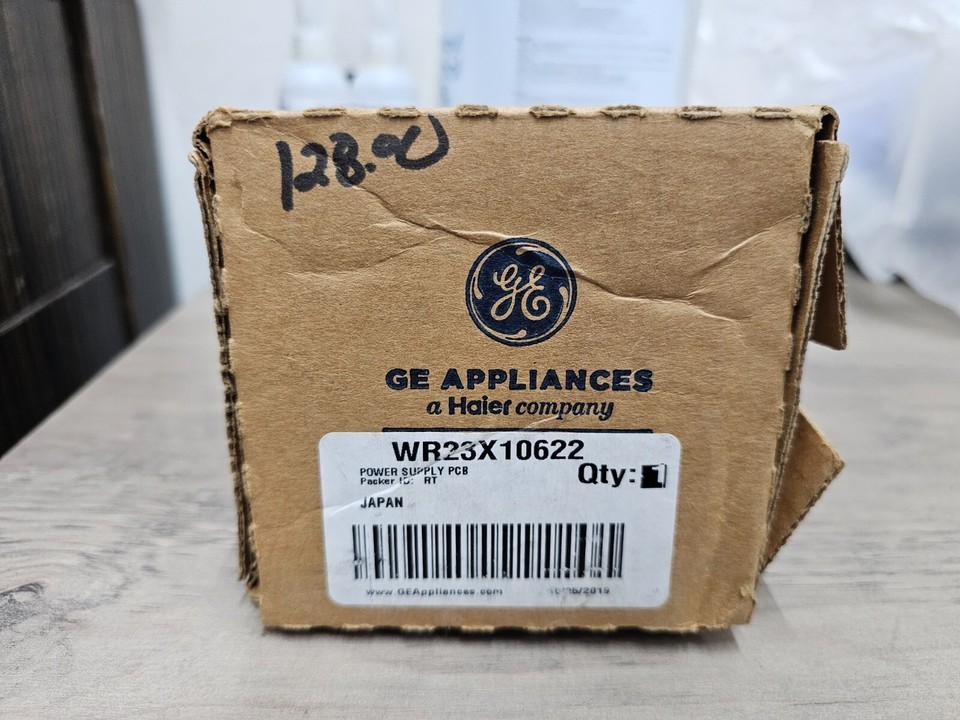 128.00
GE
GE APPLIANCES
a Haier company
WR23X10622
POWER SUPPLY PCB
Qty: 1
Packer ID: RT
JAPAN
www.GEAppliances.com